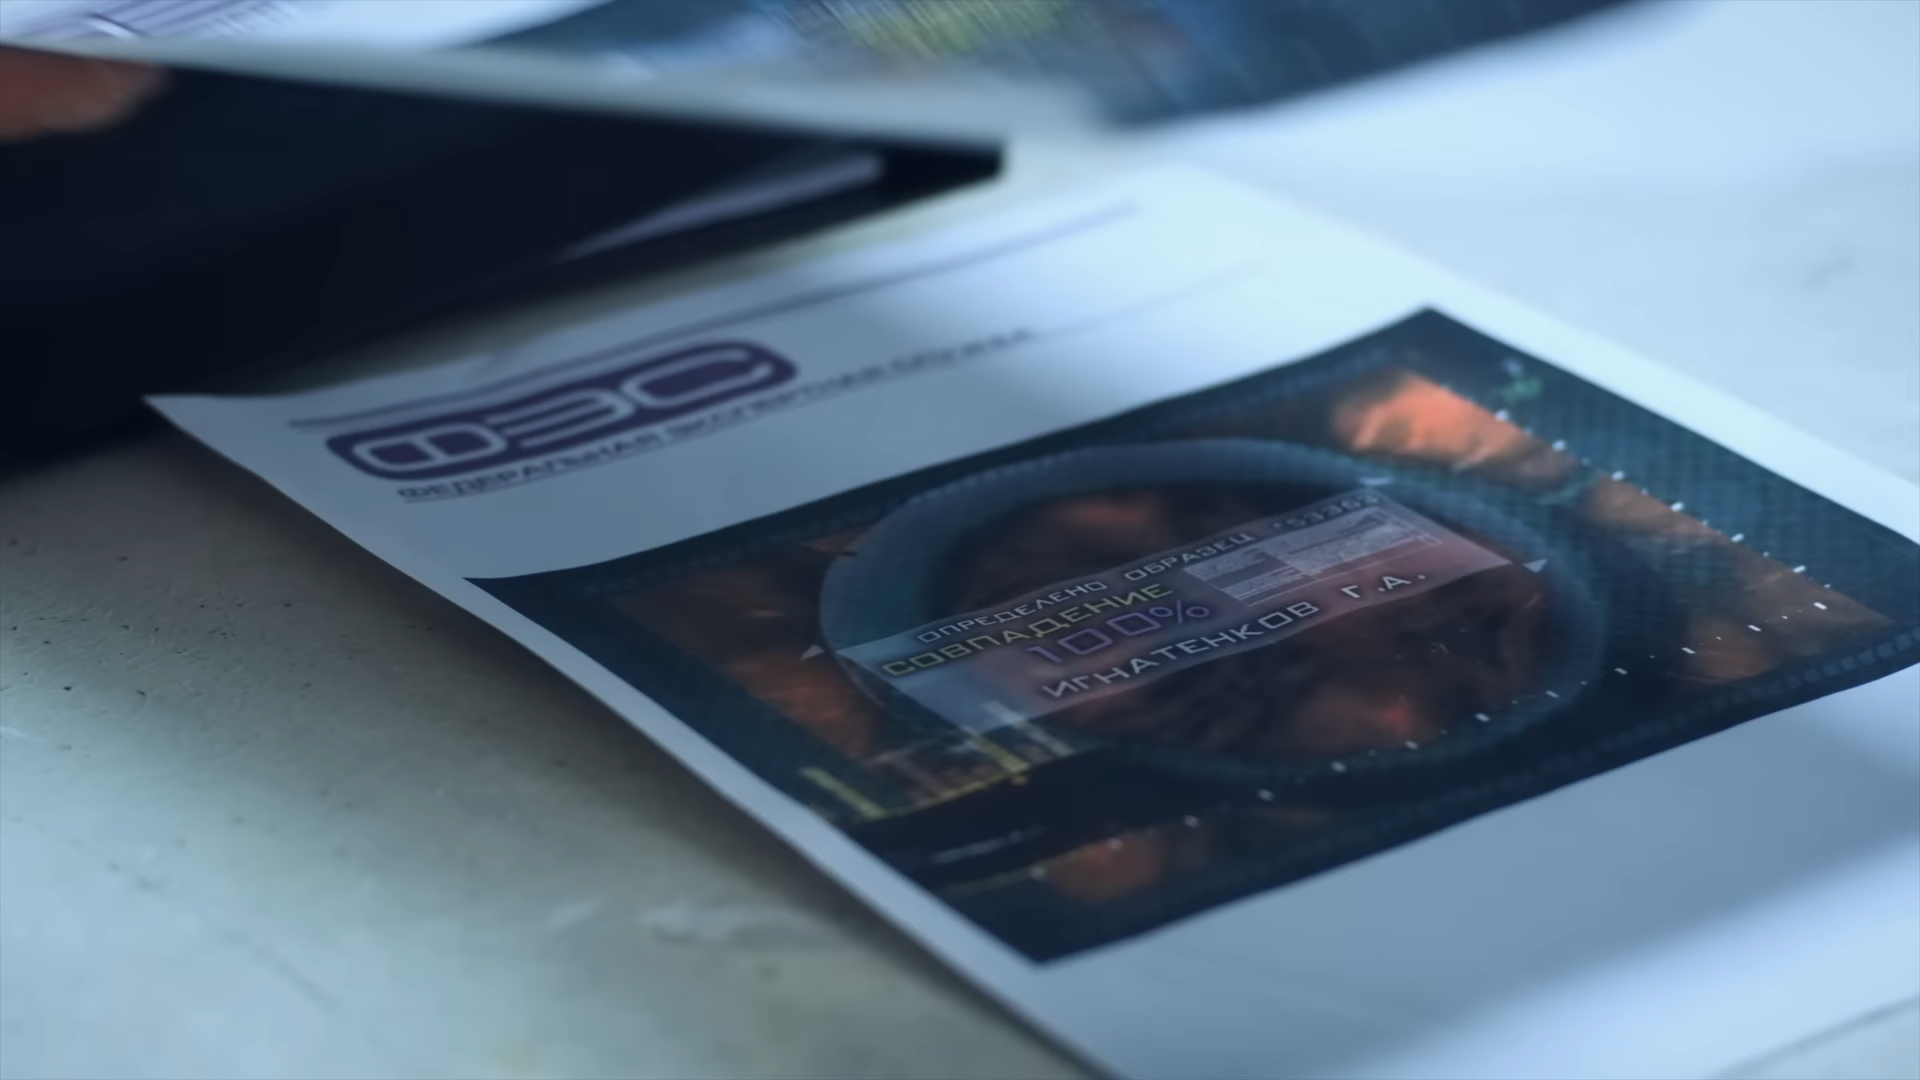 ФЭС
ФЕДЕРАЛЬНАЯ ЭКСПЕРТНАЯ СЛУЖБА
ОПРЕДЕЛЕНО ОБРАЗЕЦ
СОВПАДЕНИЕ
100%
ИГНАТЕНКОВ Г.А.